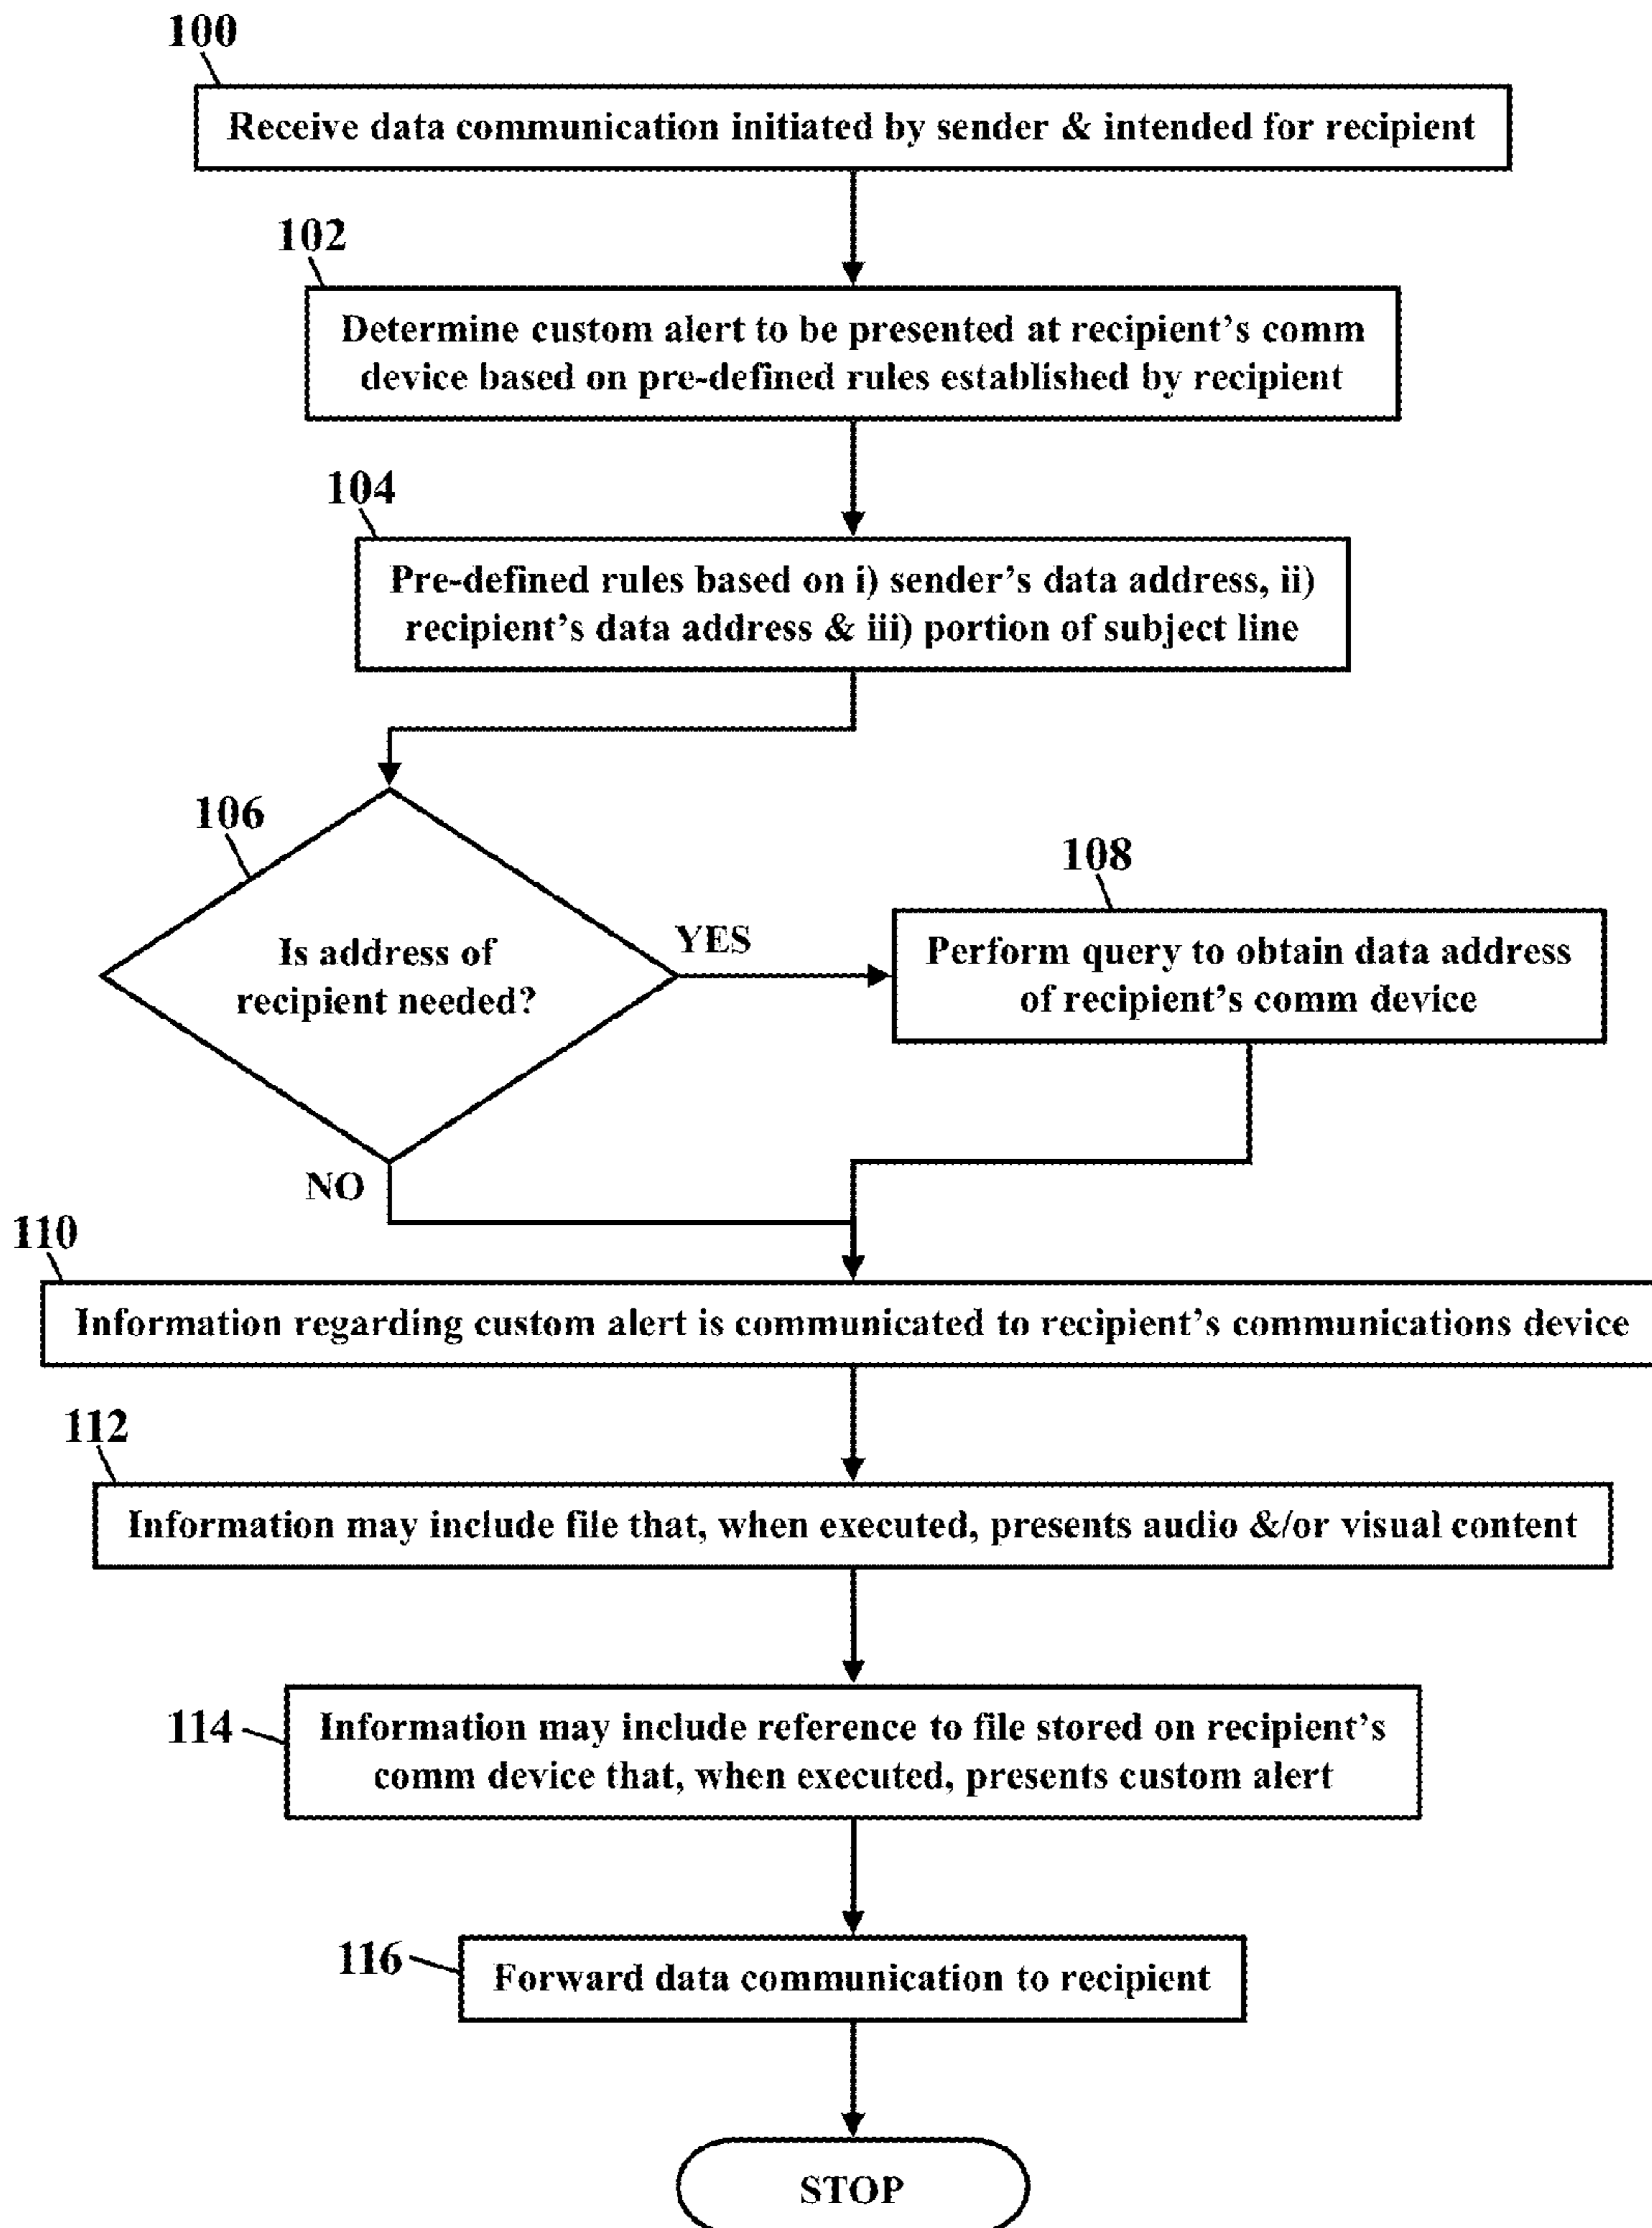 100
Receive data communication initiated by sender & intended for recipient
102
Determine custom alert to be presented at recipient's comm
device based on pre-defined rules established by recipient
104
Pre-defined rules based on i) sender's data address, ii)
recipient's data address & iii) portion of subject line
106
Is address of
recipient needed?
YES
NO
108
Perform query to obtain data address
of recipient's comm device
110
Information regarding custom alert is communicated to recipient's communications device
112
Information may include file that, when executed, presents audio &/or visual content
114
Information may include reference to file stored on recipient's
comm device that, when executed, presents custom alert
116
Forward data communication to recipient
STOP